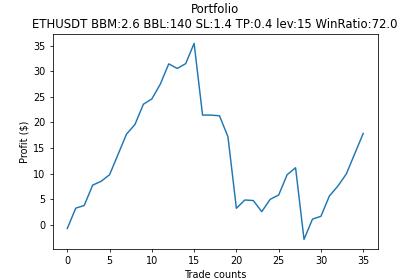 Portfolio
ETHUSDT BBM:2.6 BBL:140 SL:1.4 TP:0.4 lev:15 WinRatio:72.0
35
30
25
20
15
10
5
0
Profit ($)
0 5 10 15 20 25 30 35
Trade counts